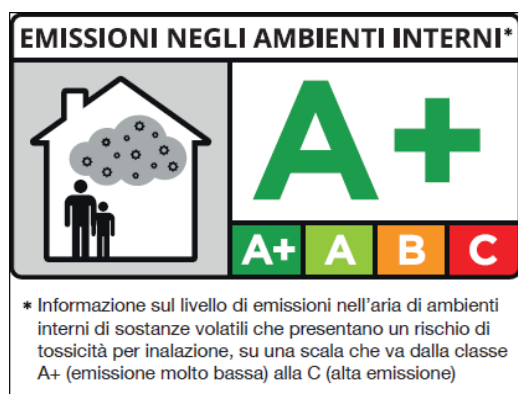 EMISSIONI NEGLI AMBIENTI INTERNI*
A+
A+ A B C
* Informazione sul livello di emissioni nell'aria di ambienti
interni di sostanze volatili che presentano un rischio di
tossicità per inalazione, su una scala che va dalla classe
A+ (emissione molto bassa) alla C (alta emissione)